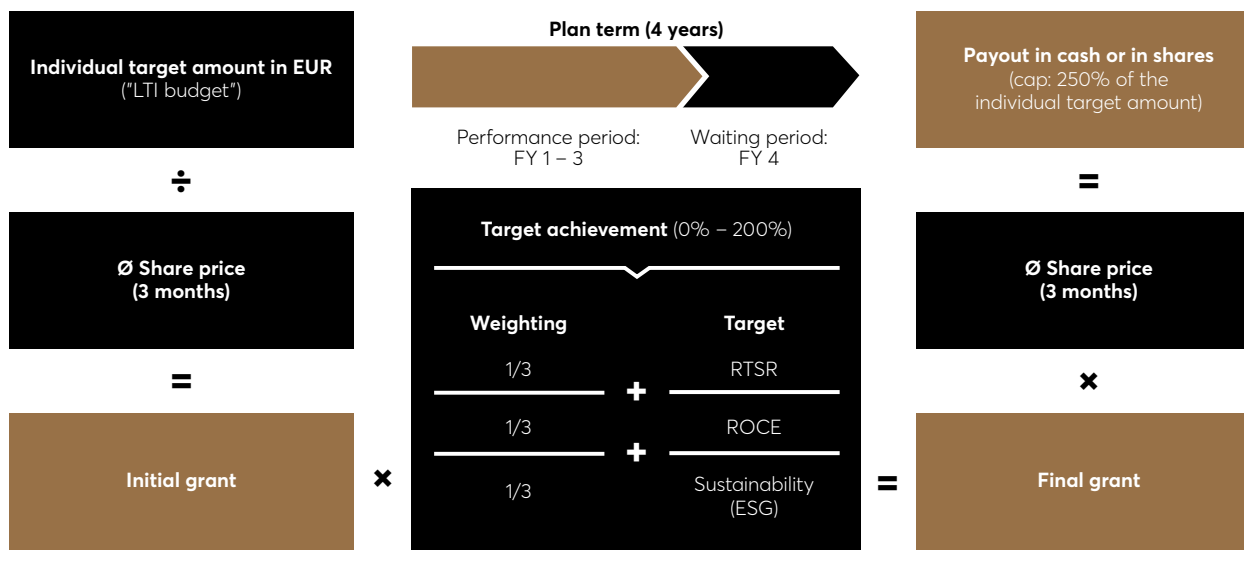 Individual target amount in EUR
("LTI budget")
÷
Ø Share price
(3 months)
=
Initial grant
×
Plan term (4 years)
Performance period:
FY 1 – 3
Waiting period:
FY 4
Target achievement (0% – 200%)
Weighting Target
1/3 RTSR
+
1/3 ROCE
+
1/3 Sustainability
(ESG)
=
Payout in cash or in shares
(cap: 250% of the
individual target amount)
=
Ø Share price
(3 months)
×
Final grant